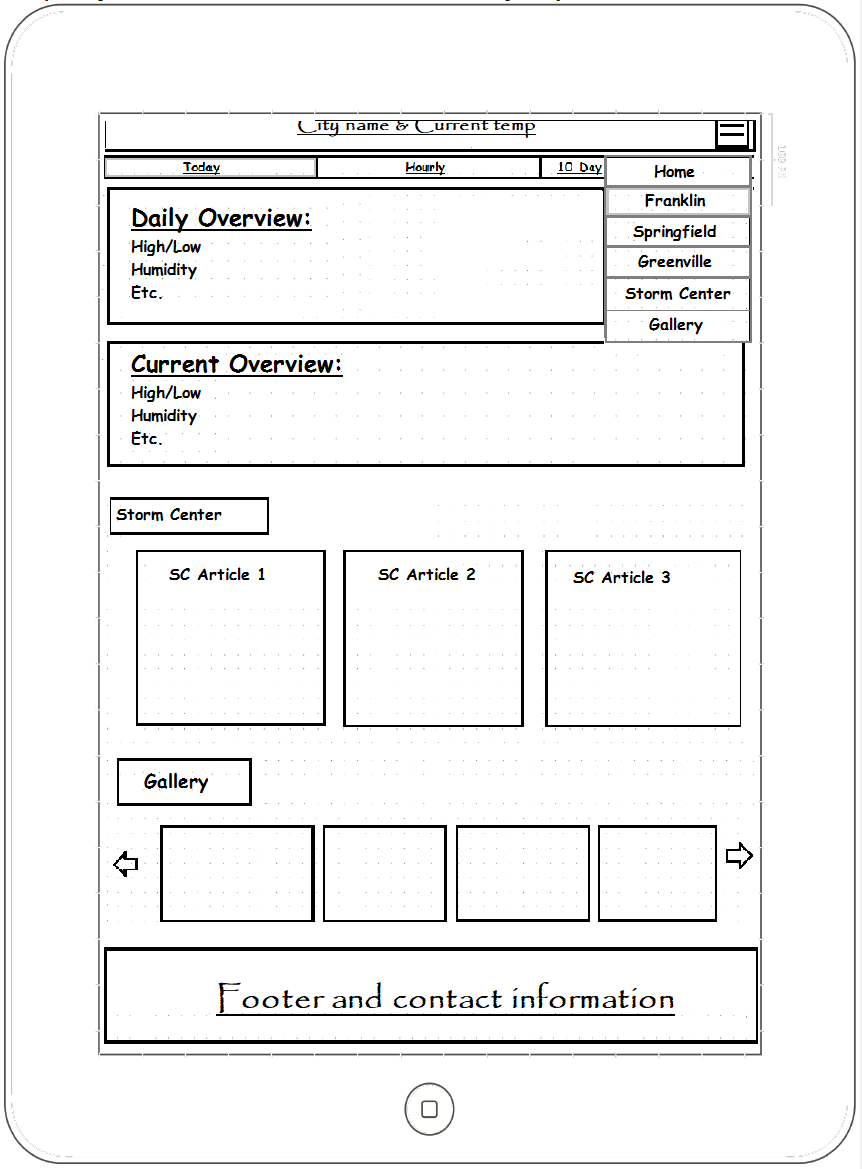 City name & Current temp
Today
Hourly
10 Day
Home
Franklin
Springfield
Greenville
Storm Center
Gallery
Daily Overview:
High/Low
Humidity
Etc.
Current Overview:
High/Low
Humidity
Etc.
Storm Center
SC Article 1
SC Article 2
SC Article 3
Gallery
Footer and contact information